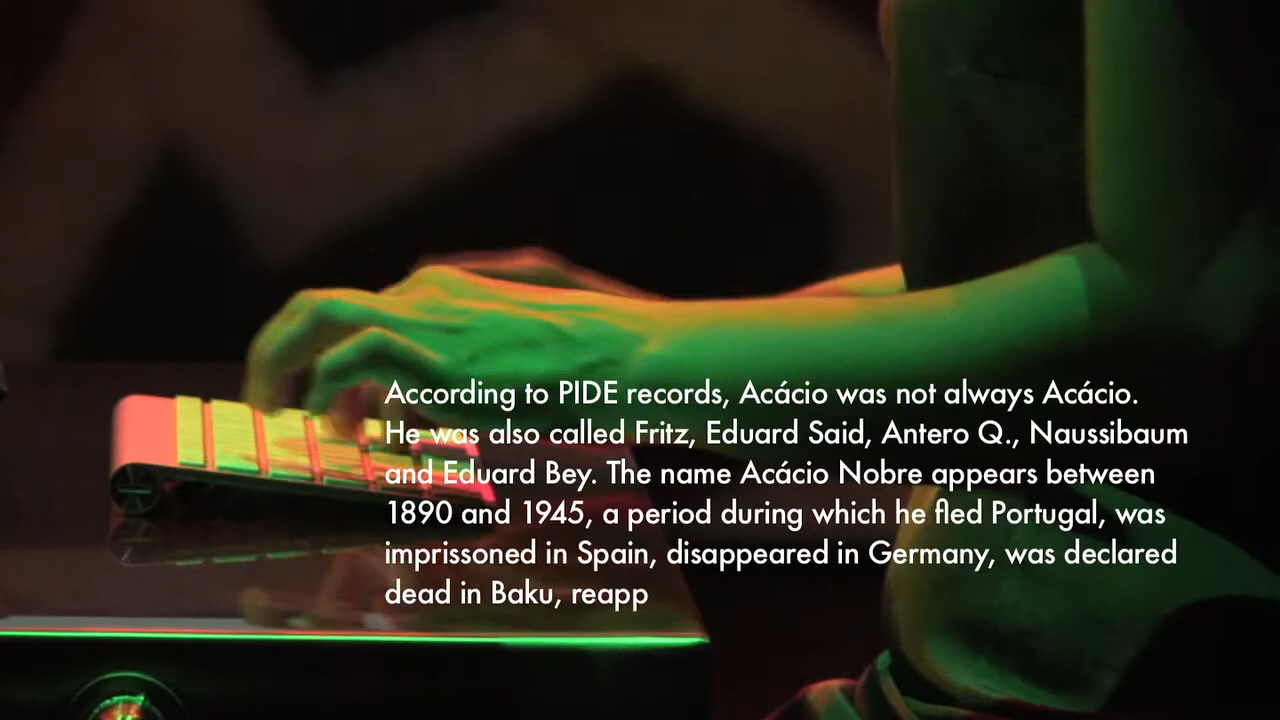 According to PIDE records, Acácio was not always Acácio.
He was also called Fritz, Eduard Said, Antero Q., Naussibaum
and Eduard Bey. The name Acácio Nobre appears between
1890 and 1945, a period during which he fled Portugal, was
imprissoned in Spain, disappeared in Germany, was declared
dead in Baku, reapp